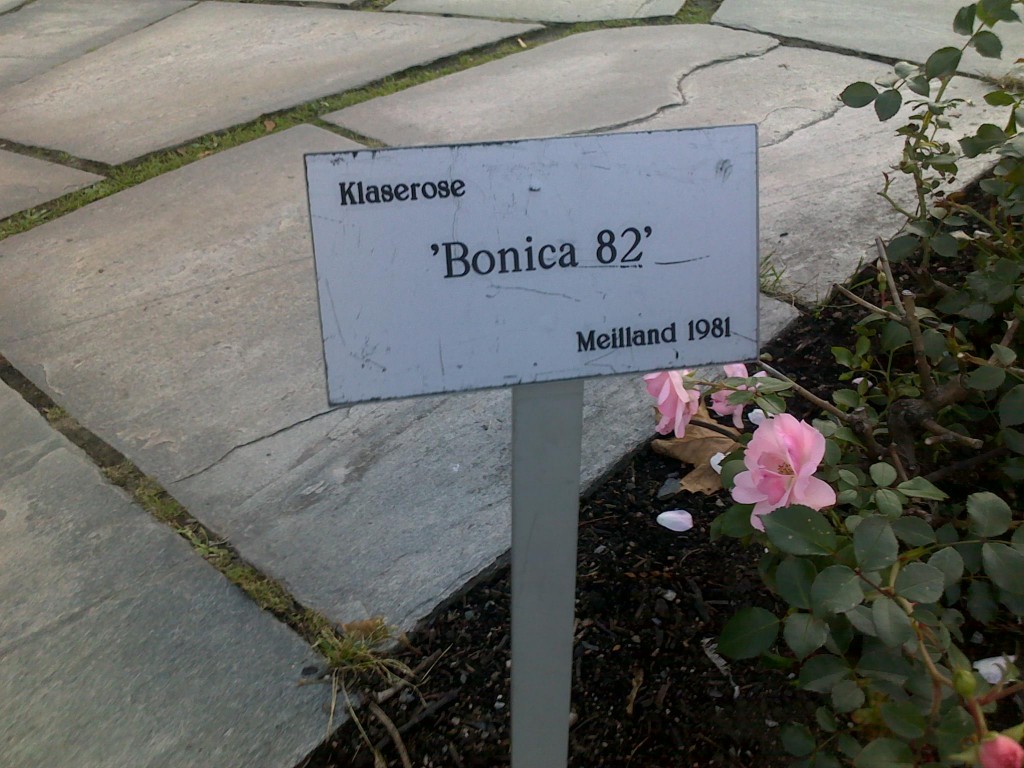 Klaserose
'Bonica 82'
Meilland 1981